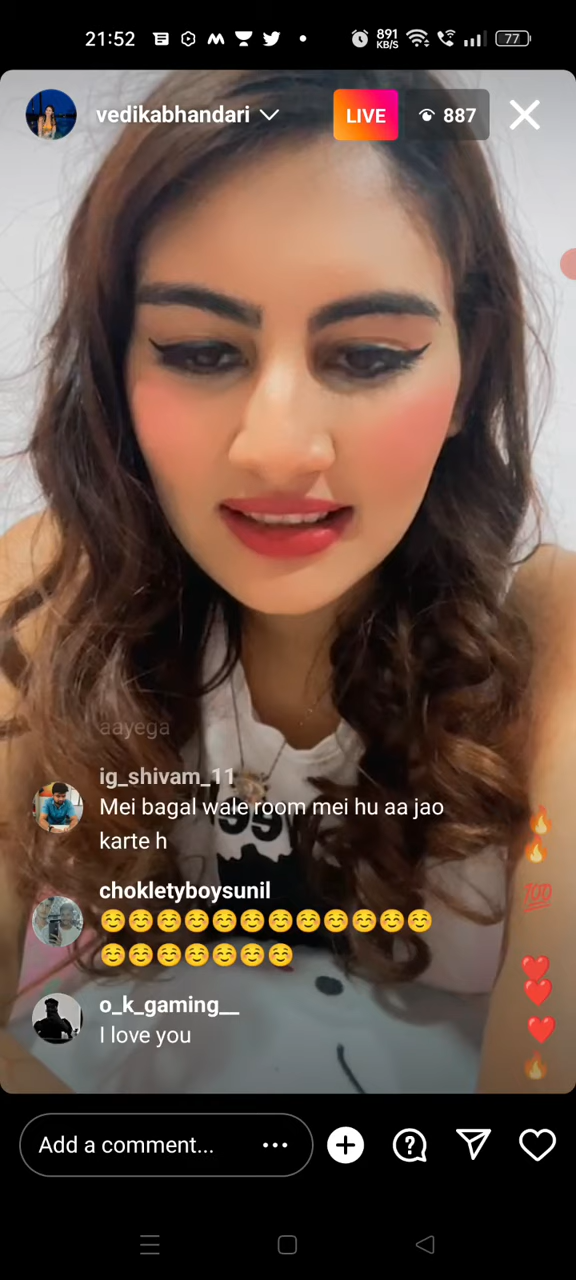 21:52
891
KB/S
77
vedikabhandari
LIVE
887
aayega
ig_shivam_11
Mei bagal wale room mei hu aa jao
karte h
99
chokletyboysunil
😊😊😊😊😊😊😊😊😊😊😊😊
😊😊😊😊😊😊😊
💯
o_k_gaming__
I love you
Add a comment...